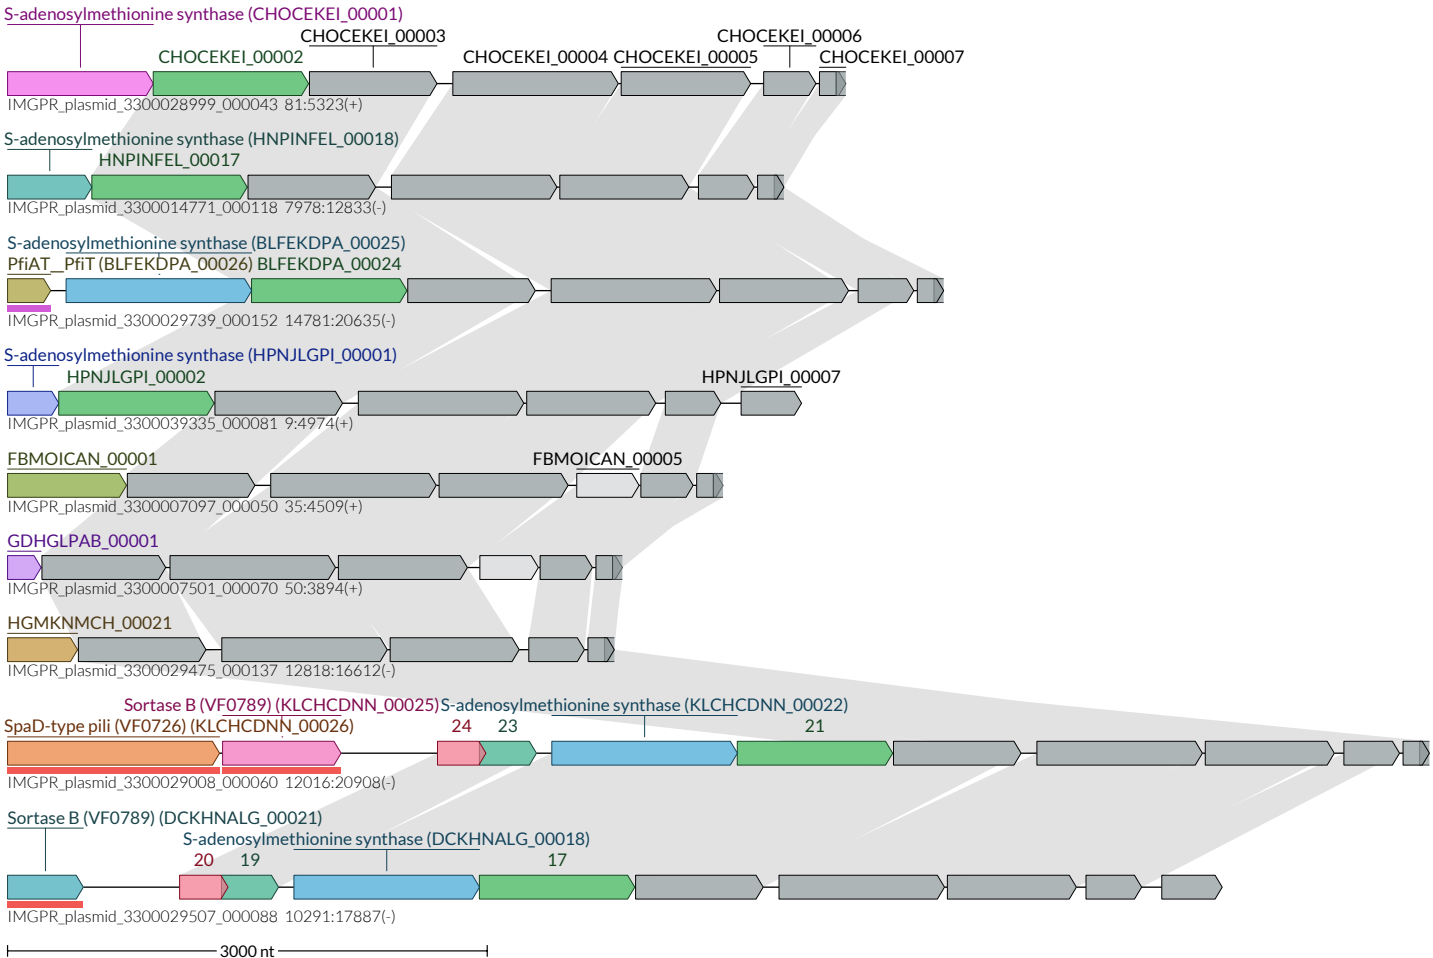 S-adenosylmethionine synthase (CHOCEKEI_00001)
CHOCEKEI_00003 CHOCEKEI_00006
CHOCEKEI_00002 CHOCEKEI_00004 CHOCEKEI_00005 CHOCEKEI_00007
IMGPR_plasmid_3300028999_000043 81:5323(+)
S-adenosylmethionine synthase (HNPINFEL_00018)
HNPINFEL_00017
IMGPR_plasmid_3300014771_000118 7978:12833(-)
S-adenosylmethionine synthase (BLFEKDPA_00025)
PfiAT__PfiT (BLFEKDPA_00026) BLFEKDPA_00024
IMGPR_plasmid_3300029739_000152 14781:20635(-)
S-adenosylmethionine synthase (HPNJLGPI_00001)
HPNJLGPI_00002 HPNJLGPI_00007
IMGPR_plasmid_3300039335_000081 9:4974(+)
FBMOICAN_00001 FBMOICAN_00005
IMGPR_plasmid_3300007097_000050 35:4509(+)
GDHGLPAB_00001
IMGPR_plasmid_3300007501_000070 50:3894(+)
HGMKNMCH_00021
IMGPR_plasmid_3300029475_000137 12818:16612(-)
Sortase B (VF0789) (KLCHCDNN_00025) S-adenosylmethionine synthase (KLCHCDNN_00022)
SpaD-type pili (VF0726) (KLCHCDNN_00026) 24 23 21
IMGPR_plasmid_3300029008_000060 12016:20908(-)
Sortase B (VF0789) (DCKHNALG_00021)
S-adenosylmethionine synthase (DCKHNALG_00018)
20 19 17
IMGPR_plasmid_3300029507_000088 10291:17887(-)
3000 nt